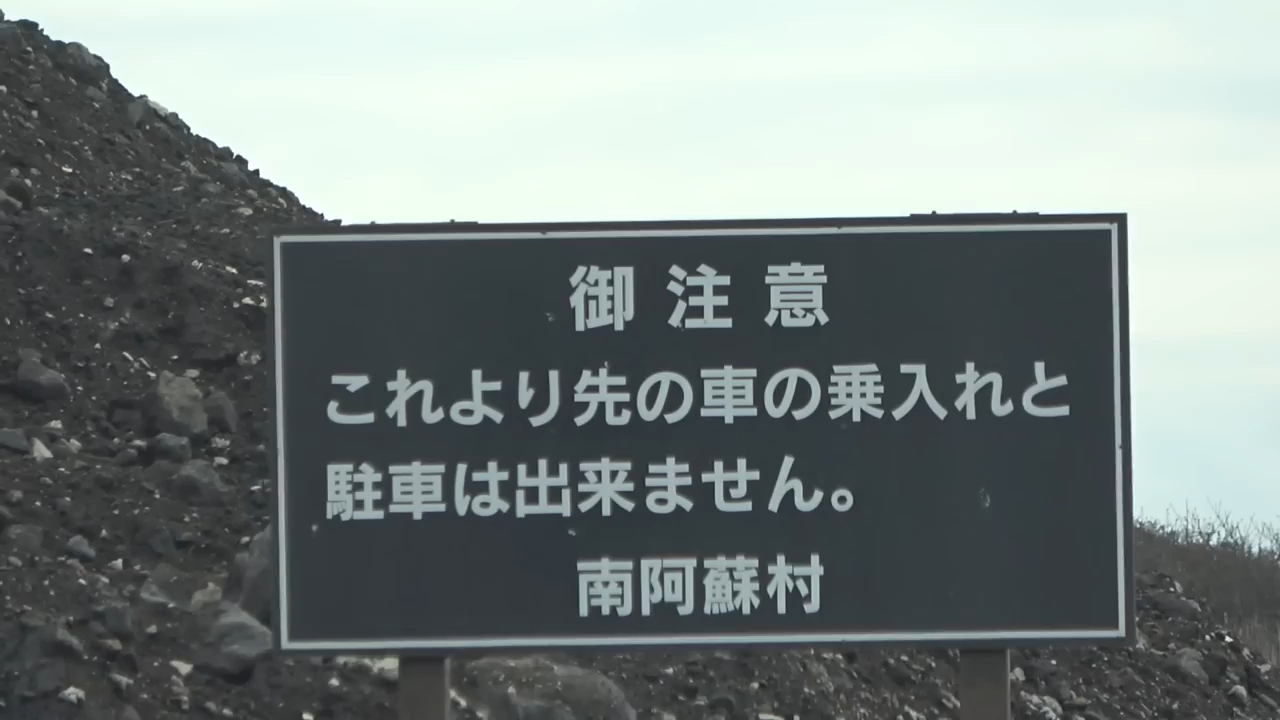 御注意
これより先の車の乗入れと
駐車は出来ません。
南阿蘇村